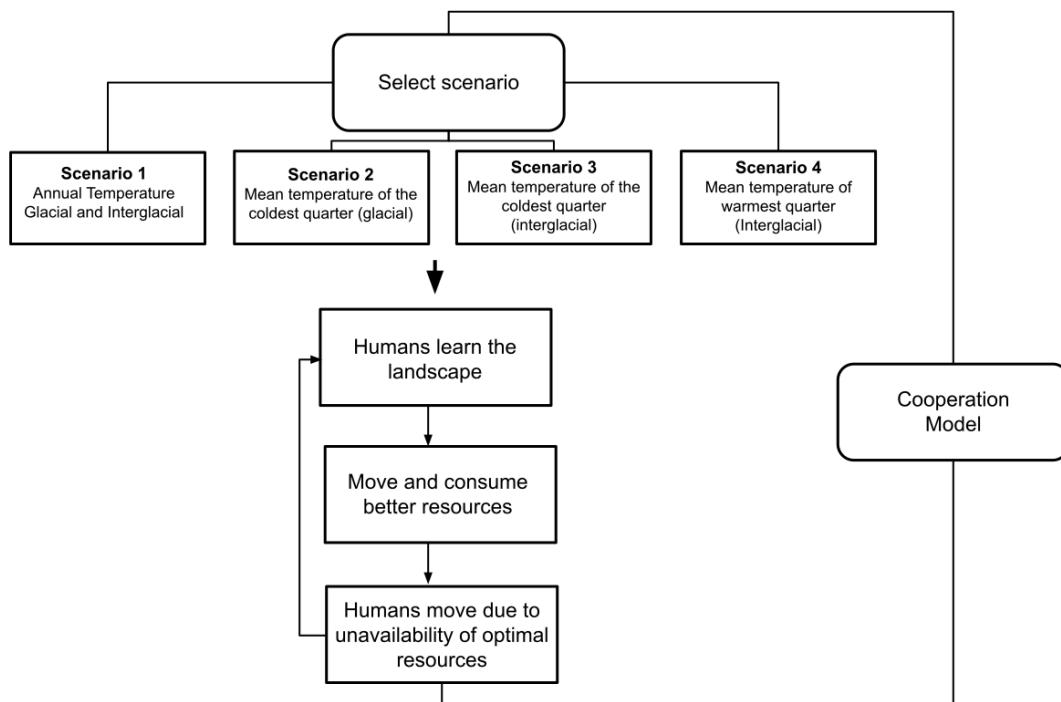 Select scenario
Scenario 1
Annual Temperature
Glacial and Interglacial
Scenario 2
Mean temperature of the
coldest quarter (glacial)
Scenario 3
Mean temperature of the
coldest quarter
(interglacial)
Scenario 4
Mean temperature of
warmest quarter
(Interglacial)
Humans learn the
landscape
Cooperation
Model
Move and consume
better resources
Humans move due to
unavailability of optimal
resources